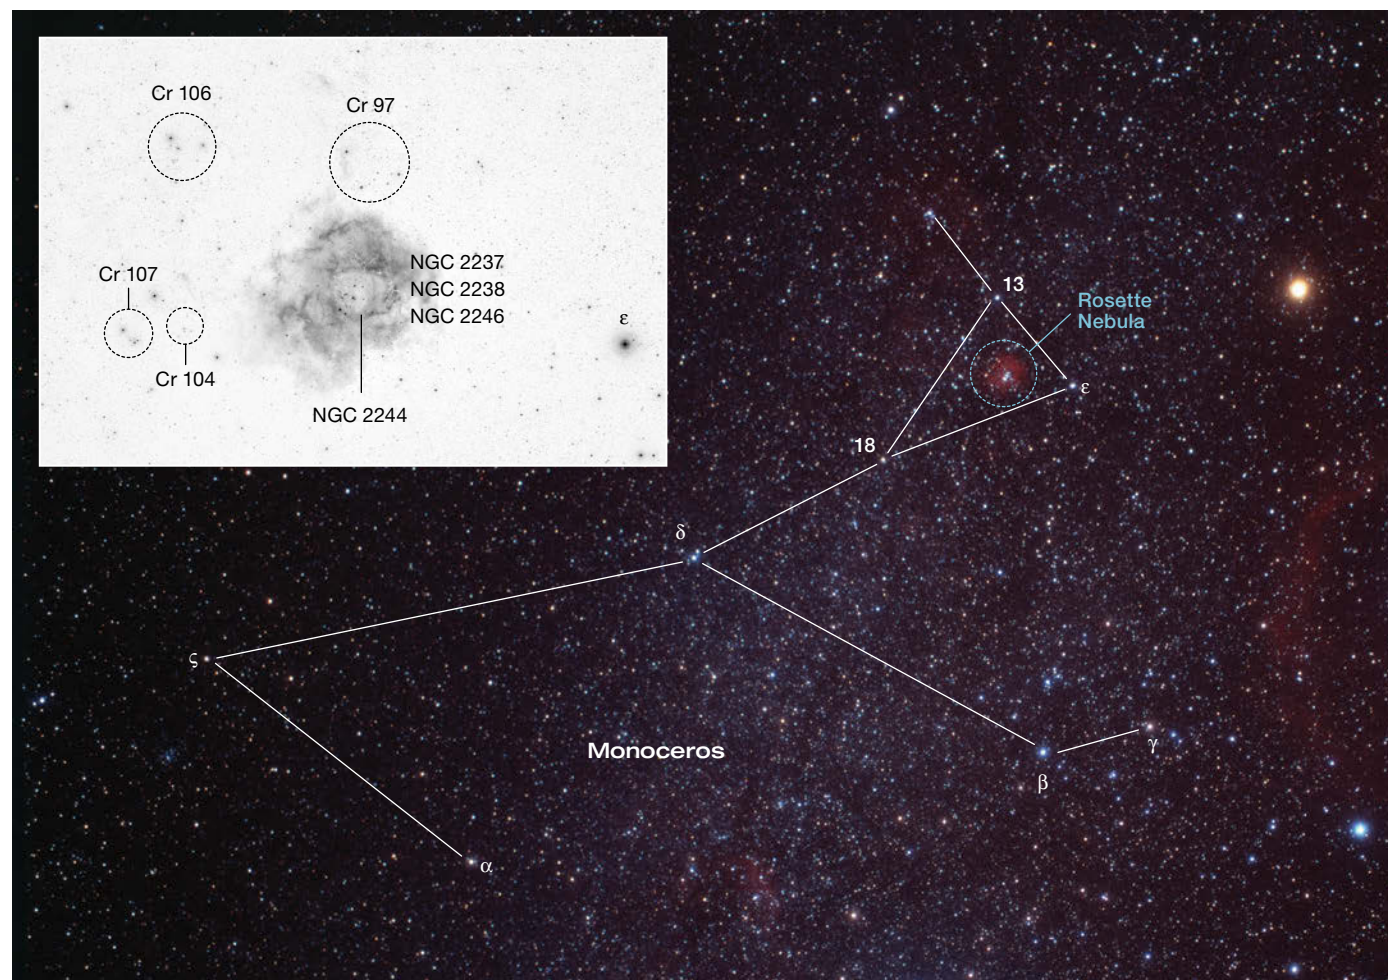 Cr 106
Cr 97
NGC 2237
NGC 2238
NGC 2246
Cr 107
ε
Cr 104
NGC 2244
13
Rosette
Nebula
ε
18
δ
ς
Monoceros
γ
β
α